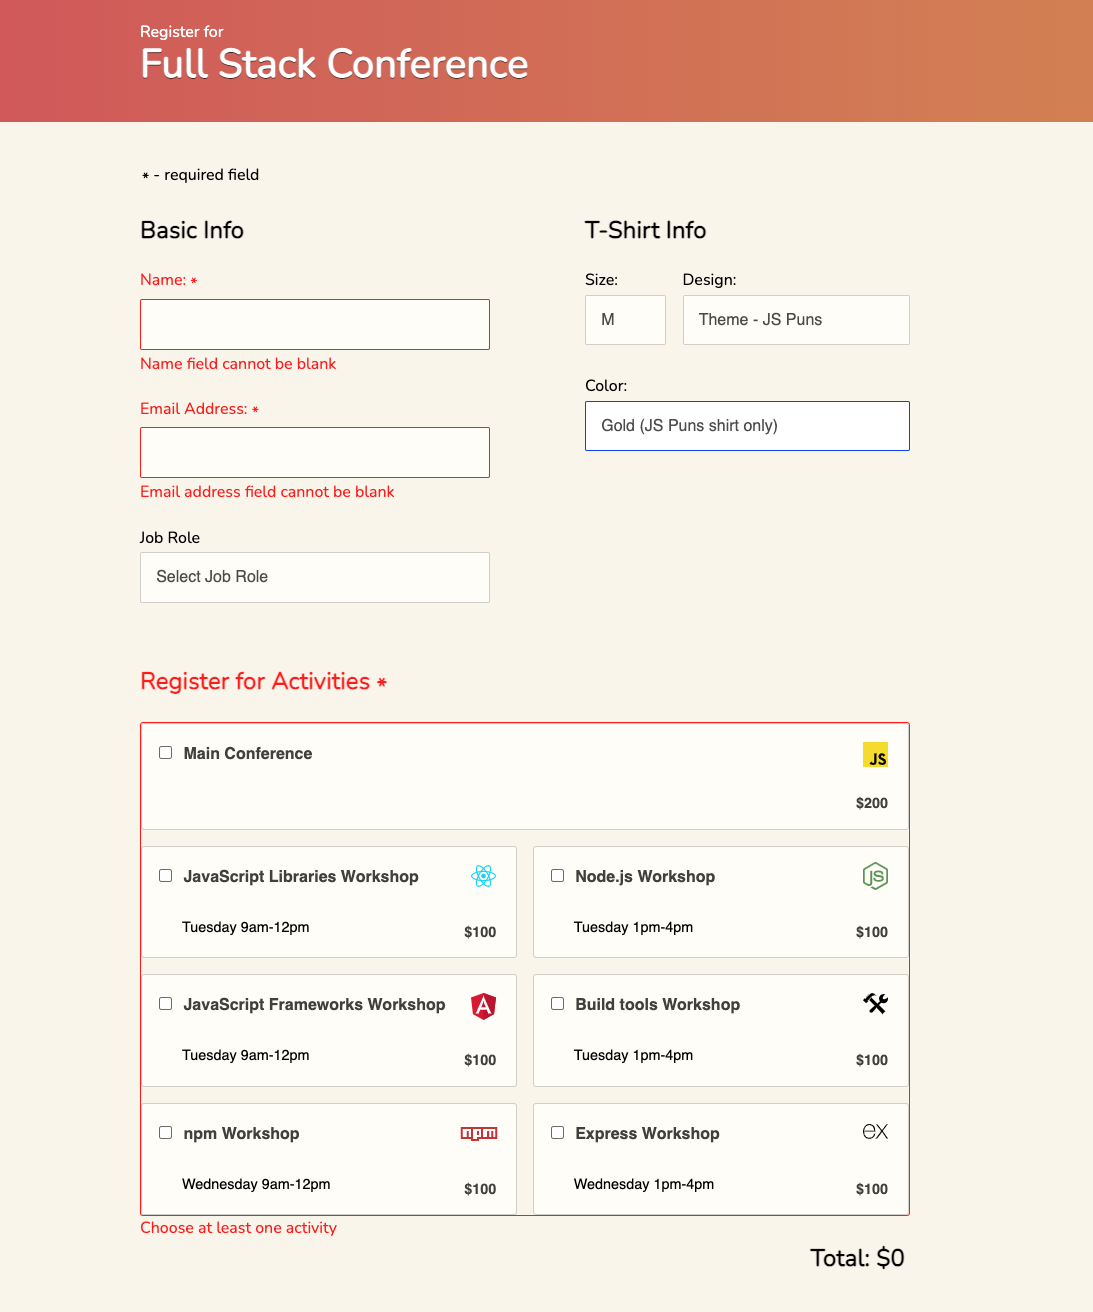 Register for
Full Stack Conference
* - required field
Basic Info
Name: *
Name field cannot be blank
Email Address: *
Email address field cannot be blank
Job Role
Select Job Role
T-Shirt Info
Size:
Design:
M
Theme - JS Puns
Color:
Gold (JS Puns shirt only)
Register for Activities *
Main Conference
JS
$200
JavaScript Libraries Workshop
Tuesday 9am-12pm
$100
Node.js Workshop
JS
Tuesday 1pm-4pm
$100
JavaScript Frameworks Workshop
A
Tuesday 9am-12pm
$100
Build tools Workshop
Tuesday 1pm-4pm
$100
npm Workshop
npm
Wednesday 9am-12pm
$100
Express Workshop
ex
Wednesday 1pm-4pm
$100
Choose at least one activity
Total: $0